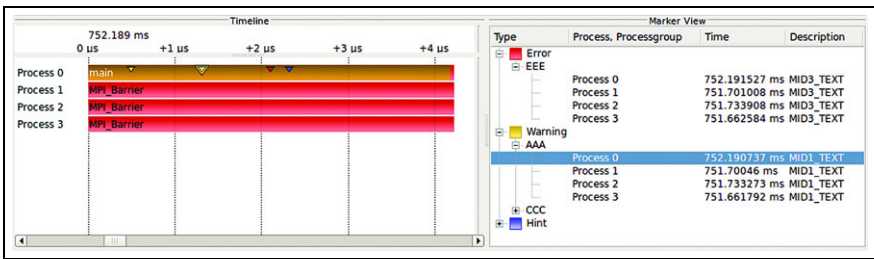 Timeline
752.189 ms
0 µs +1 µs +2 µs +3 µs +4 µs
Process 0 main
Process 1 MPI_Barrier
Process 2 MPI_Barrier
Process 3 MPI_Barrier
Marker View
Type Process, Processgroup Time Description
Error
EEE
Process 0 752.191527 ms MID3_TEXT
Process 1 751.701008 ms MID3_TEXT
Process 2 751.733908 ms MID3_TEXT
Process 3 751.662584 ms MID3_TEXT
Warning
AAA
Process 0 752.190737 ms MID1_TEXT
Process 1 751.70046 ms MID1_TEXT
Process 2 751.733273 ms MID1_TEXT
Process 3 751.661792 ms MID1_TEXT
CCC
Hint